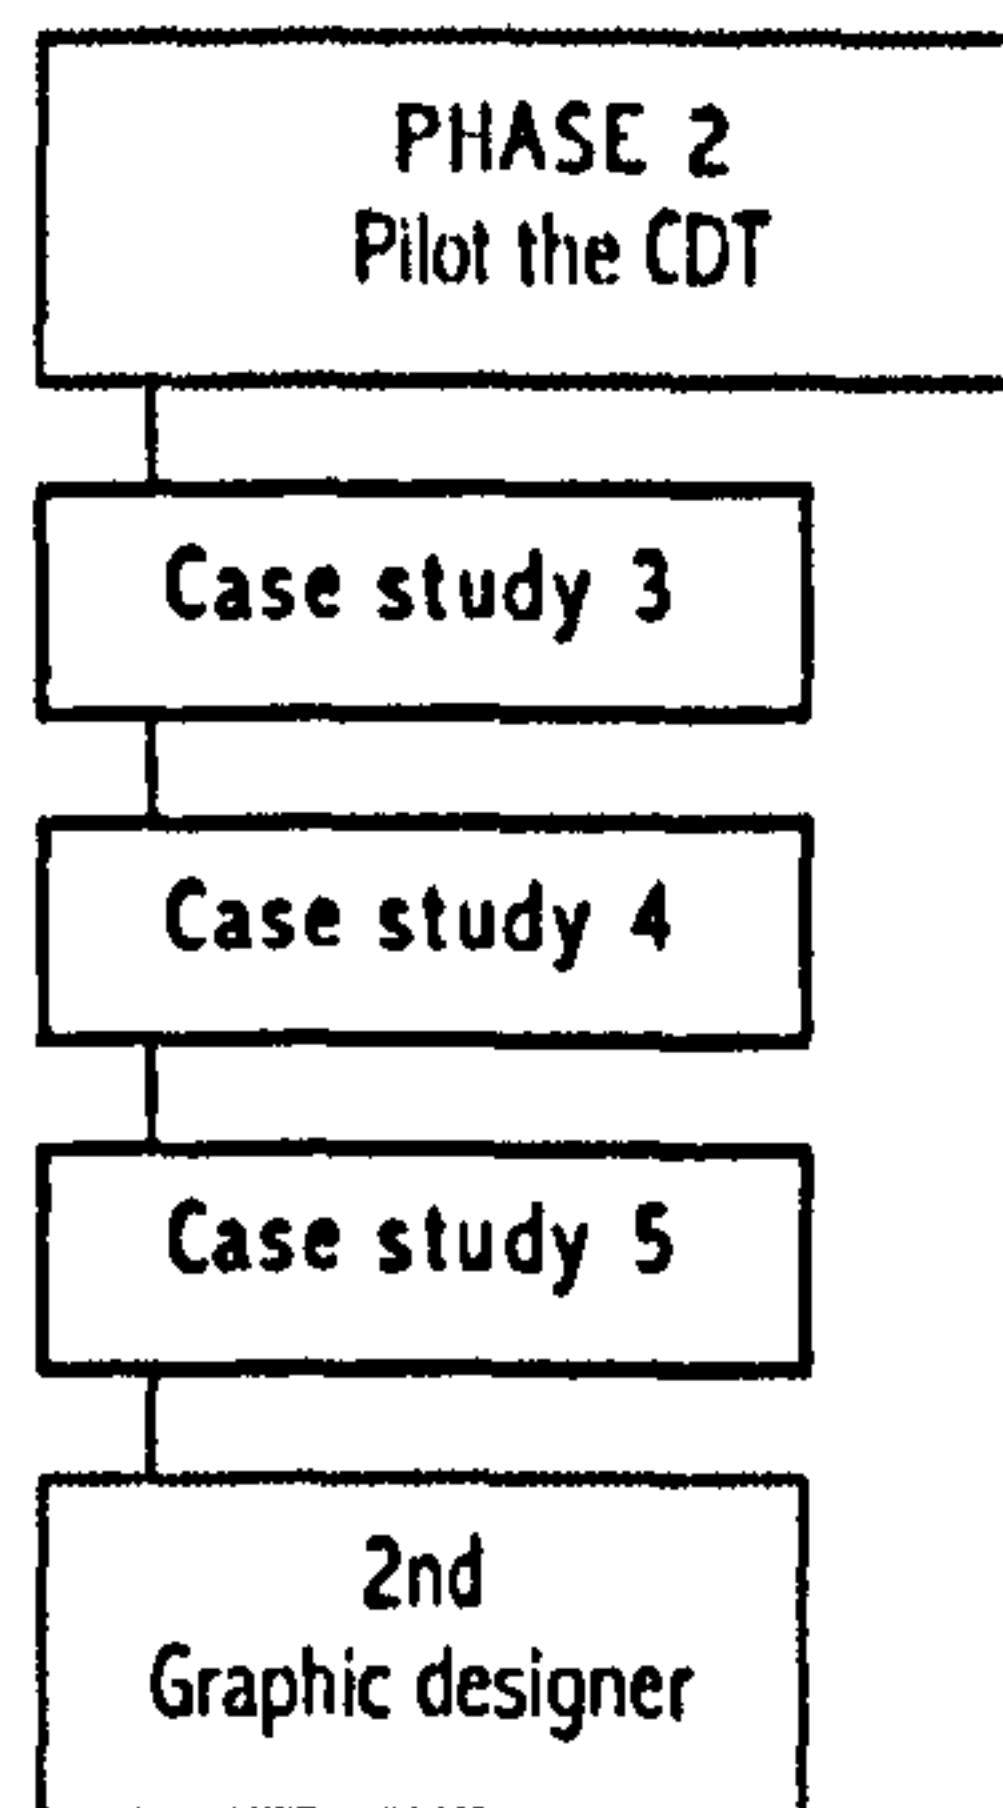 PHASE 2
Pilot the CDT
Case study 3
Case study 4
Case study 5
2nd
Graphic designer